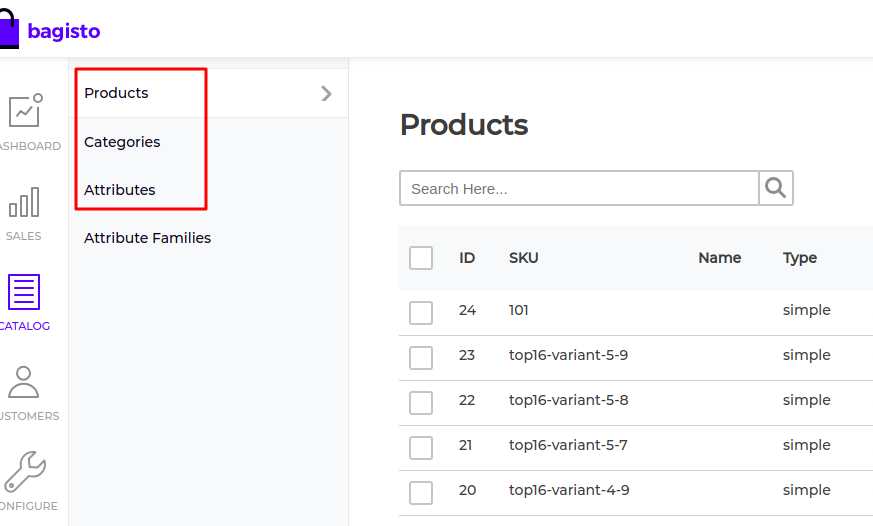 bagisto
Products
Categories
Attributes
Attribute Families
ASHBOARD
SALES
CATALOG
USTOMERS
ONFIGURE
Products
Search Here...
ID SKU Name Type
24 101 simple
23 top16-variant-5-9 simple
22 top16-variant-5-8 simple
21 top16-variant-5-7 simple
20 top16-variant-4-9 simple